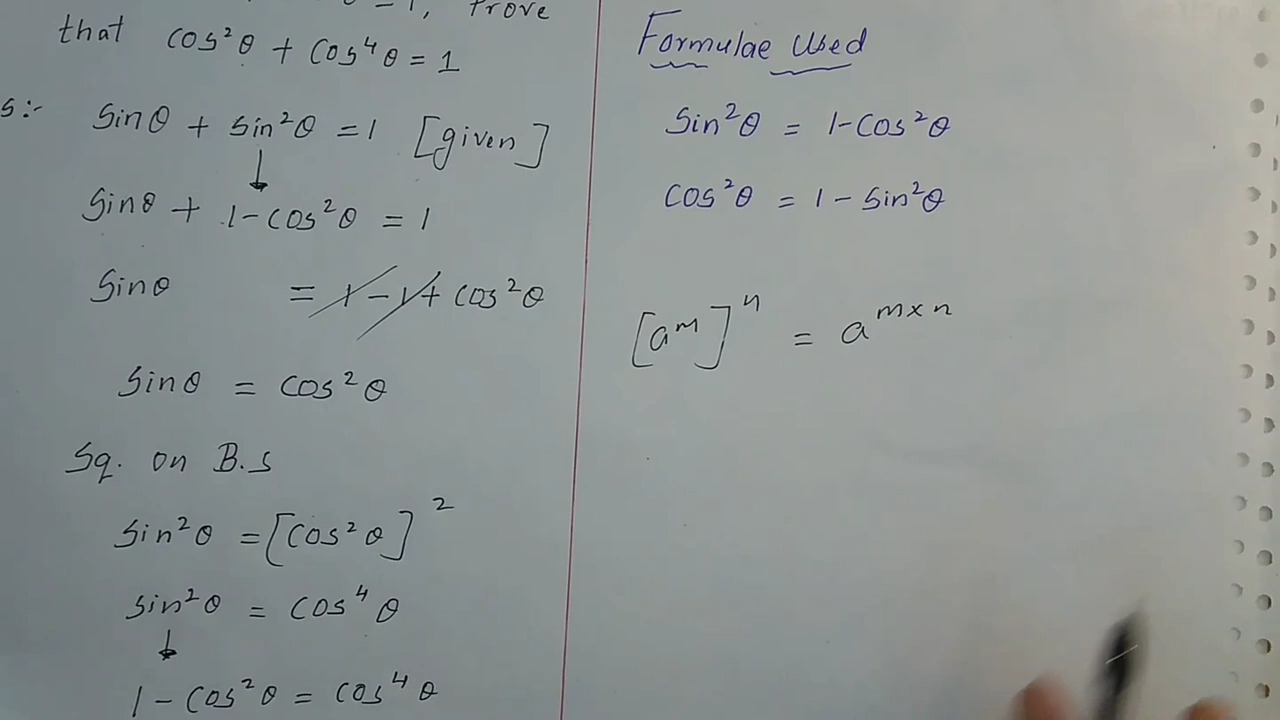 = 1, Prove
that cos²θ + cos⁴θ = 1
s:-
sinθ + sin²θ = 1 [given]
↓
sinθ + 1-cos²θ = 1
sinθ = 1 - 1 + cos²θ
sinθ = cos²θ
Sq. on B.s
sin²θ = [cos²θ]²
sin²θ = cos⁴θ
↓
1 - cos²θ = cos⁴θ
Formulae Used
Sin²θ = 1-cos²θ
cos²θ = 1 - sin²θ
[aᵐ]ⁿ = aᵐˣⁿ